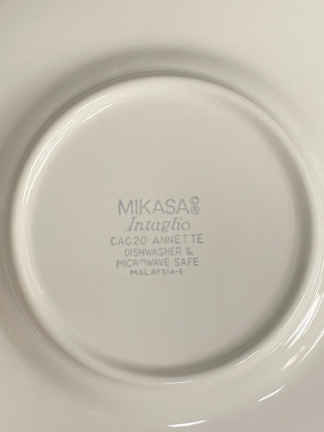 MIKASA
Intaglio
CAC20 ANNETTE
DISHWASHER &
MICROWAVE SAFE
MALAYSIA-E